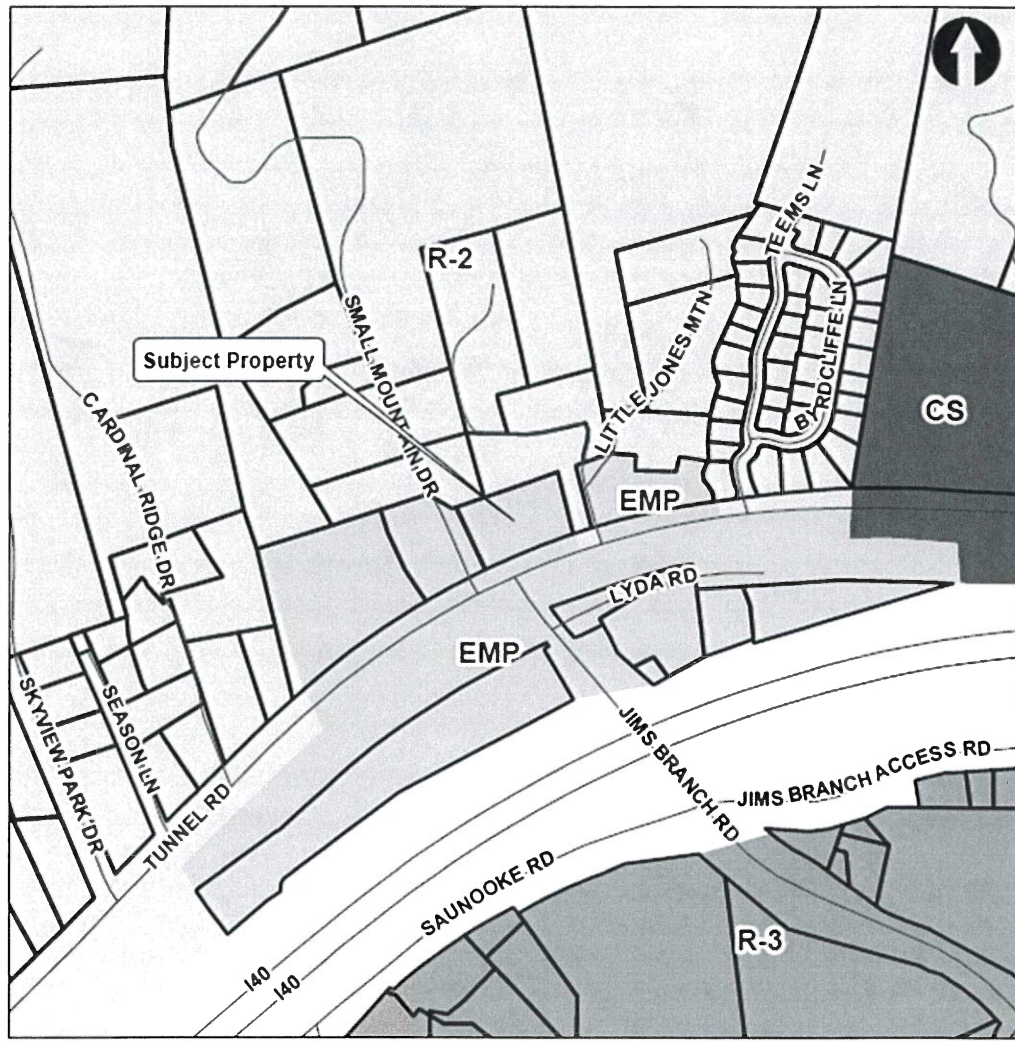 TEEMS LN
R-2
LITTLE JONES MTN
BYRDCLIFFE LN
SMALL MOUNTAIN DR
Subject Property
CARDINAL RIDGE DR
CS
EMP
LYDA RD
EMP
SKYVIEW PARK DR
SEASON LN
TUNNEL RD
JIMS BRANCH RD
JIMS BRANCH ACCESS RD
SAUNOOKE RD
R-3
I40
I40